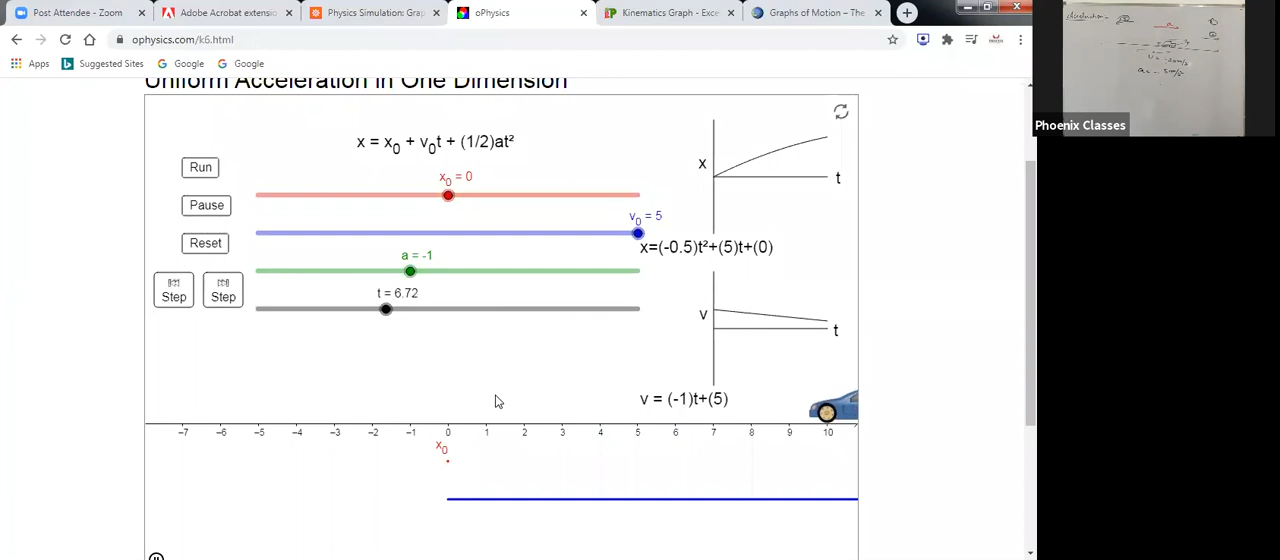 Post Attendee - Zoom
Adobe Acrobat extensio
Physics Simulation: Gra
oPhysics
Kinematics Graph - Exce
Graphs of Motion – The
ophysics.com/k6.html
Apps
Suggested Sites
Google
Google
Uniform Acceleration in One Dimension
x = x₀ + v₀t + (1/2)at²
Run
x₀ = 0
Pause
v₀ = 5
Reset
a = -1
Step
Step
t = 6.72
x
t
x=(-0.5)t²+(5)t+(0)
v
t
v = (-1)t+(5)
−7 −6 −5 −4 −3 −2 −1 0 1 2 3 4 5 6 7 8 9 10
x₀
Phoenix Classes